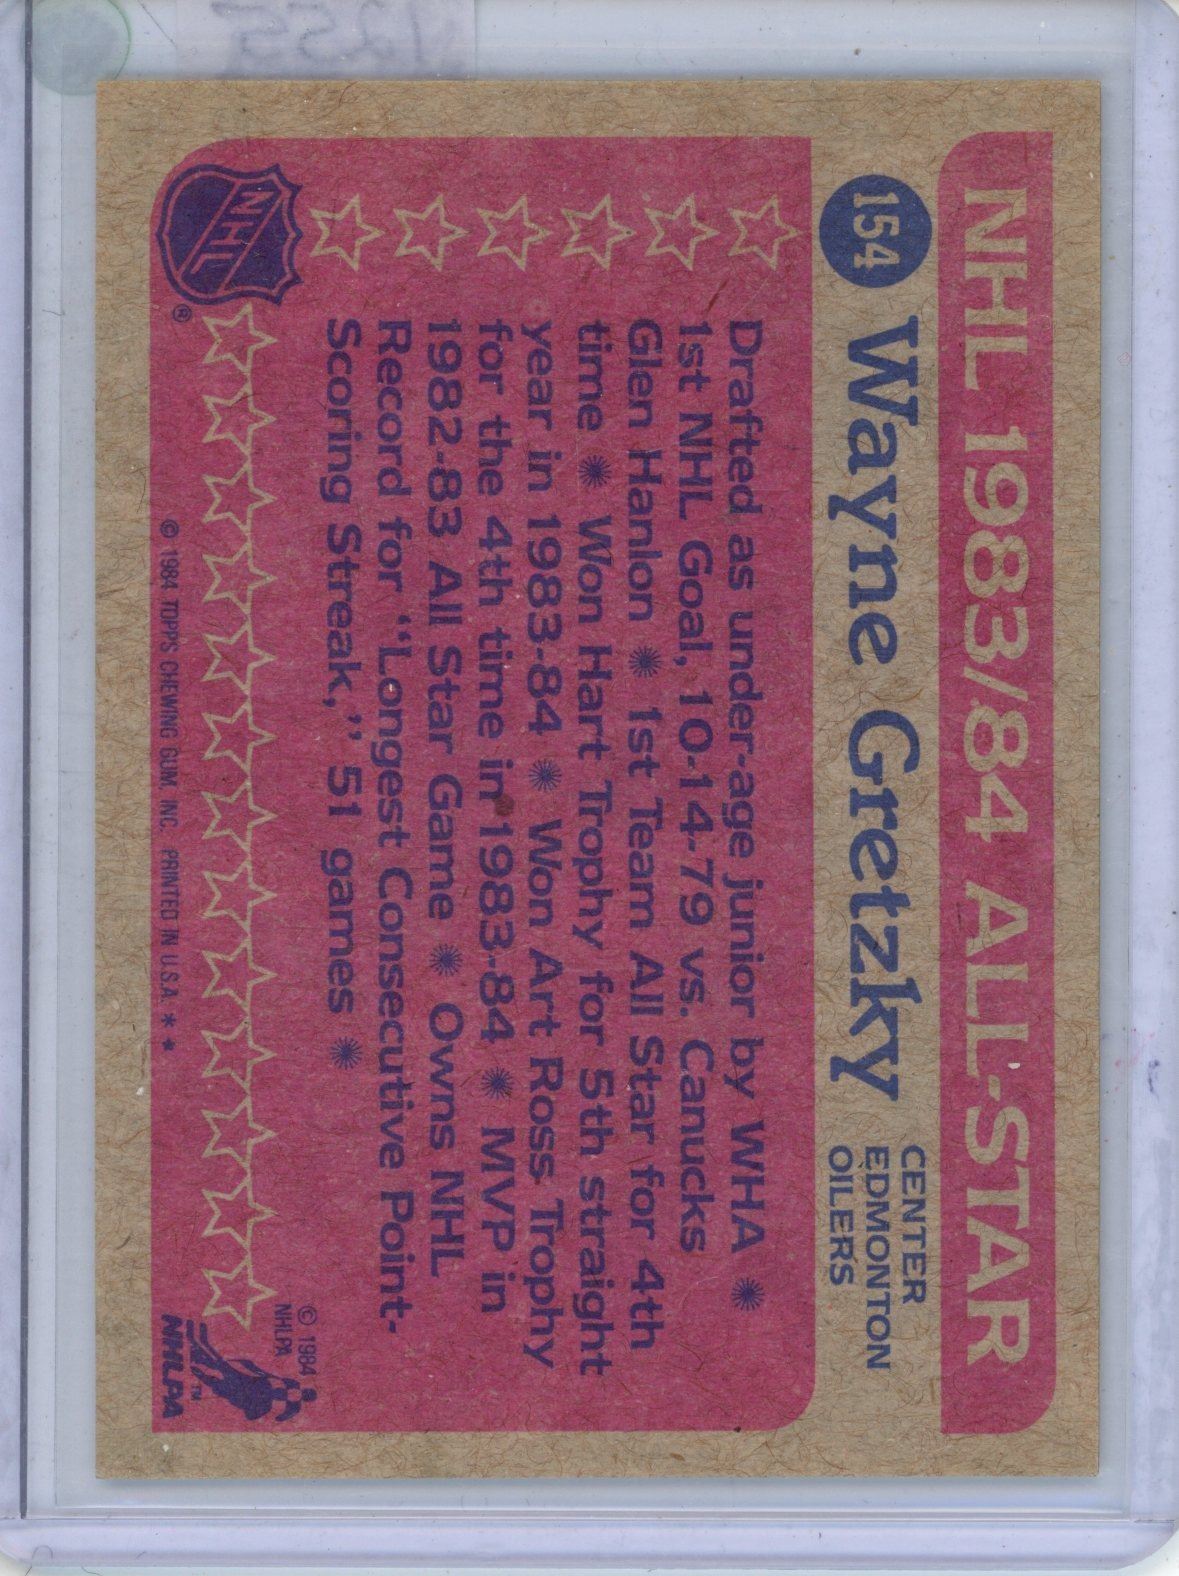 NHL 1983/84 ALL-STAR
154
Wayne Gretzky
CENTER
EDMONTON
OILERS
Drafted as under-age junior by WHA ✺
1st NHL Goal, 10-14-79 vs. Canucks
Glen Hanlon ✺ 1st Team All Star for 4th
time ✺ Won Hart Trophy for 5th straight
year in 1983-84 ✺ Won Art Ross Trophy
for the 4th time in 1983-84 ✺ MVP in
1982-83 All Star Game ✺ Owns NHL
Record for "Longest Consecutive Point-
Scoring Streak," 51 games ✺
NHL
®
© 1984
NHLPA
NHLPA
™
© 1984 TOPPS CHEWING GUM, INC. PRINTED IN U.S.A. * *